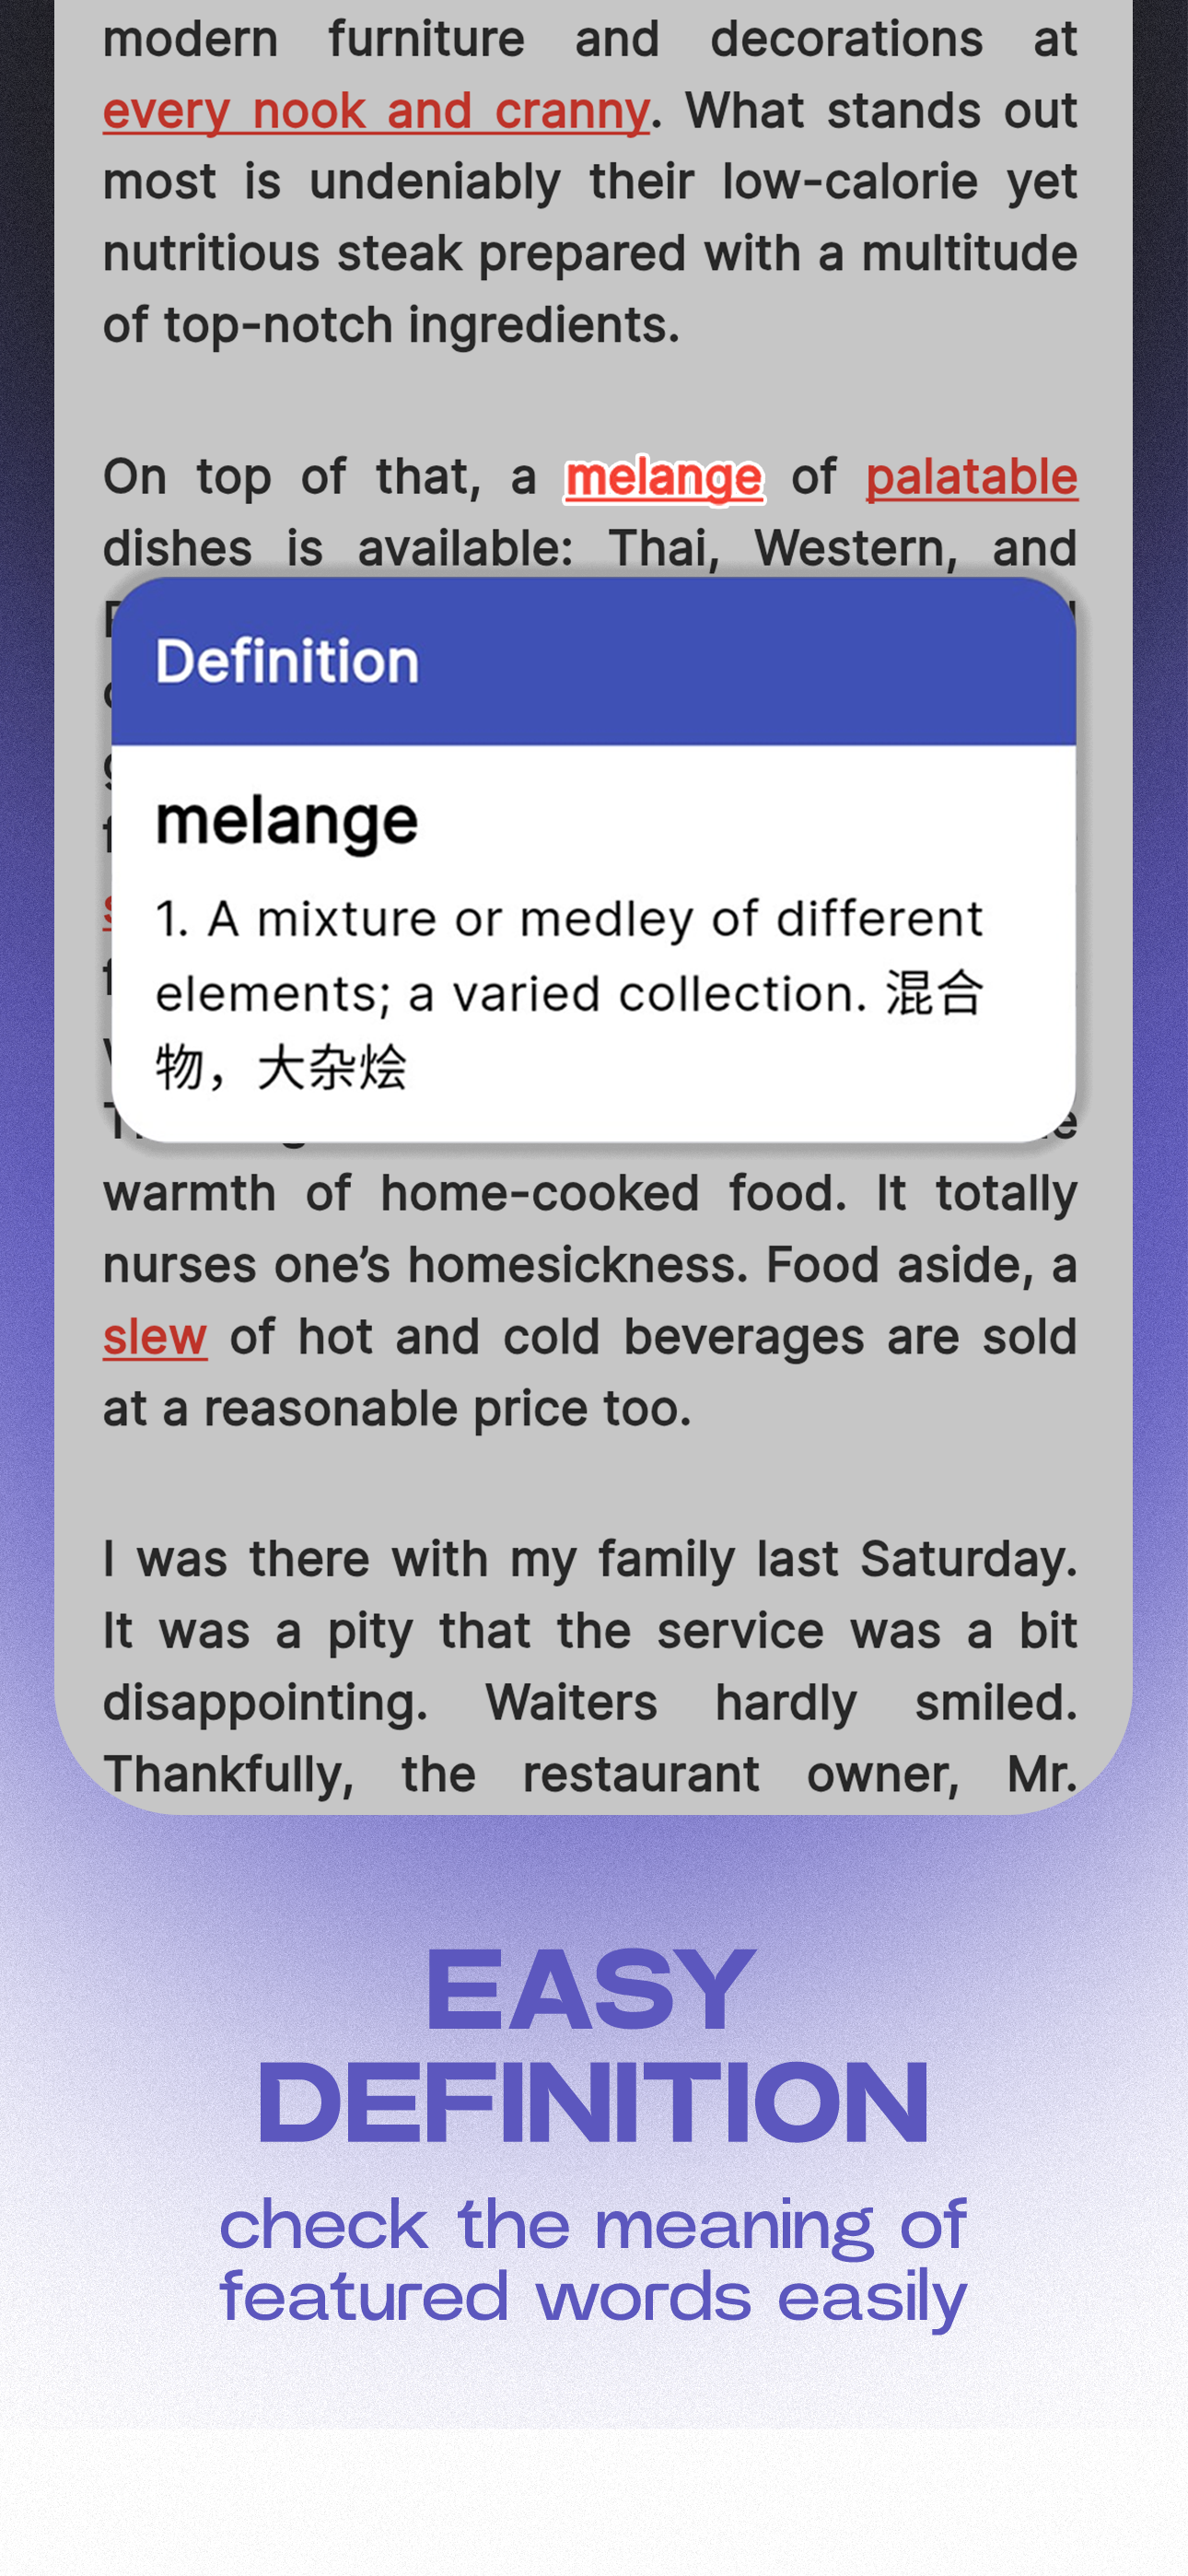 modern furniture and decorations at
every nook and cranny. What stands out
most is undeniably their low-calorie yet
nutritious steak prepared with a multitude
of top-notch ingredients.
On top of that, a melange of palatable
dishes is available: Thai, Western, and
Definition
melange
1. A mixture or medley of different
elements; a varied collection. 混合
物，大杂烩
warmth of home-cooked food. It totally
nurses one’s homesickness. Food aside, a
slew of hot and cold beverages are sold
at a reasonable price too.
I was there with my family last Saturday.
It was a pity that the service was a bit
disappointing. Waiters hardly smiled.
Thankfully, the restaurant owner, Mr.
EASY
DEFINITION
check the meaning of
featured words easily